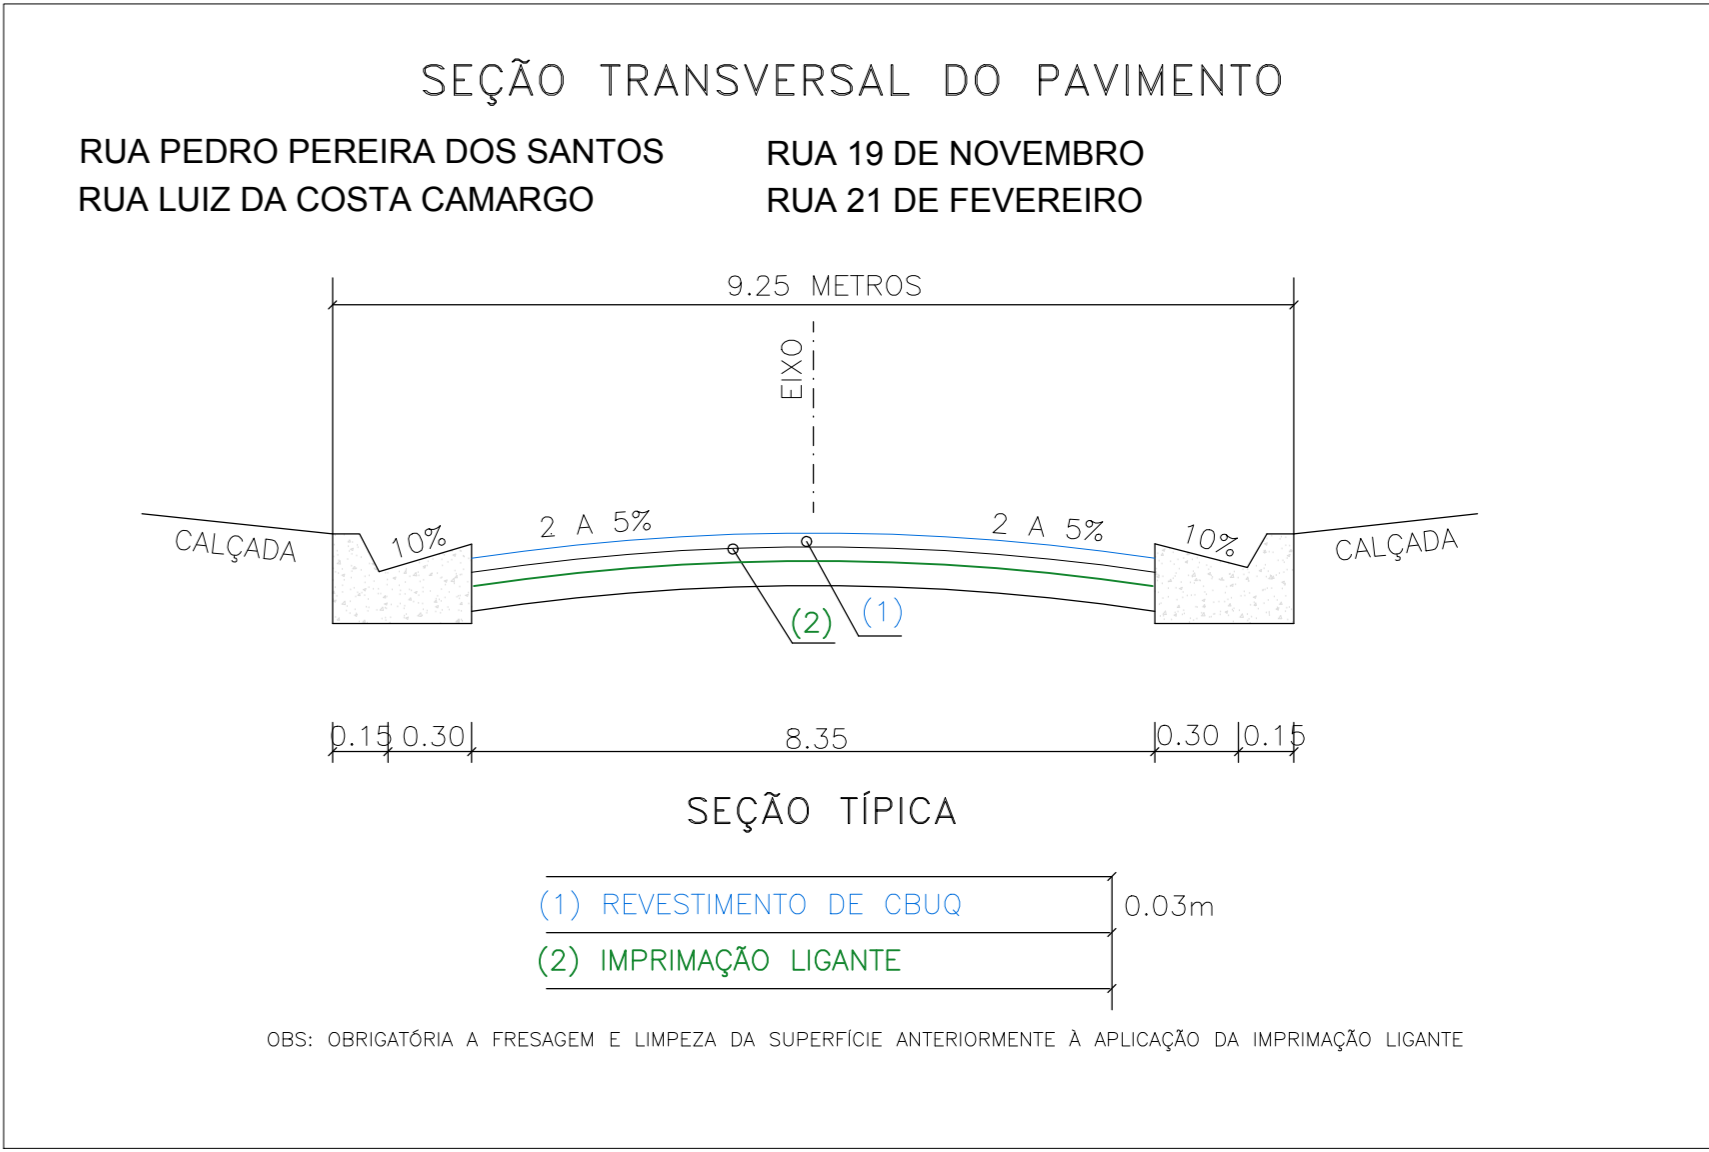 SEÇÃO TRANSVERSAL DO PAVIMENTO
RUA PEDRO PEREIRA DOS SANTOS
RUA LUIZ DA COSTA CAMARGO
RUA 19 DE NOVEMBRO
RUA 21 DE FEVEREIRO
9.25 METROS
EIXO
CALÇADA
10%
2 A 5%
2 A 5%
10%
CALÇADA
(2)
(1)
0.15
0.30
8.35
0.30
0.15
SEÇÃO TÍPICA
(1) REVESTIMENTO DE CBUQ
0.03m
(2) IMPRIMAÇÃO LIGANTE
OBS: OBRIGATÓRIA A FRESAGEM E LIMPEZA DA SUPERFÍCIE ANTERIORMENTE À APLICAÇÃO DA IMPRIMAÇÃO LIGANTE